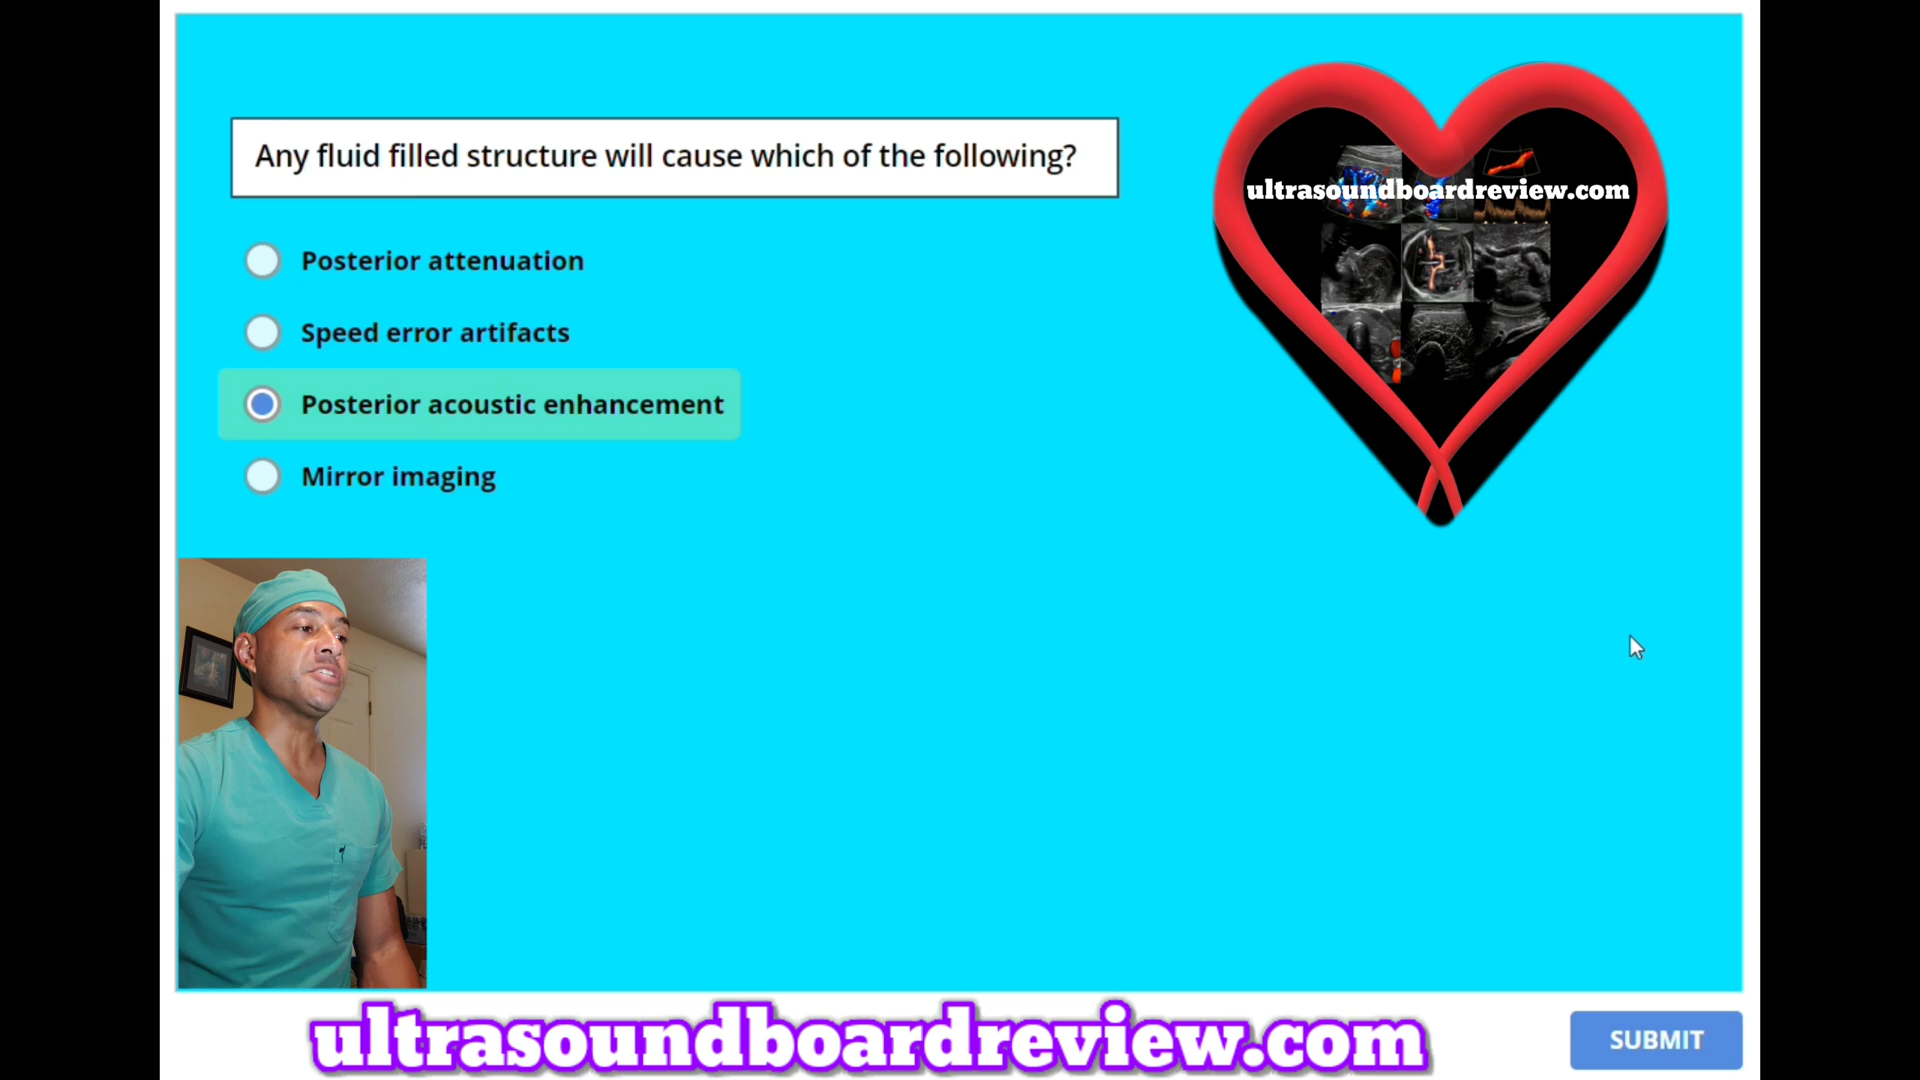 Any fluid filled structure will cause which of the following?
ultrasoundboardreview.com
Posterior attenuation
Speed error artifacts
Posterior acoustic enhancement
Mirror imaging
ultrasoundboardreview.com
SUBMIT